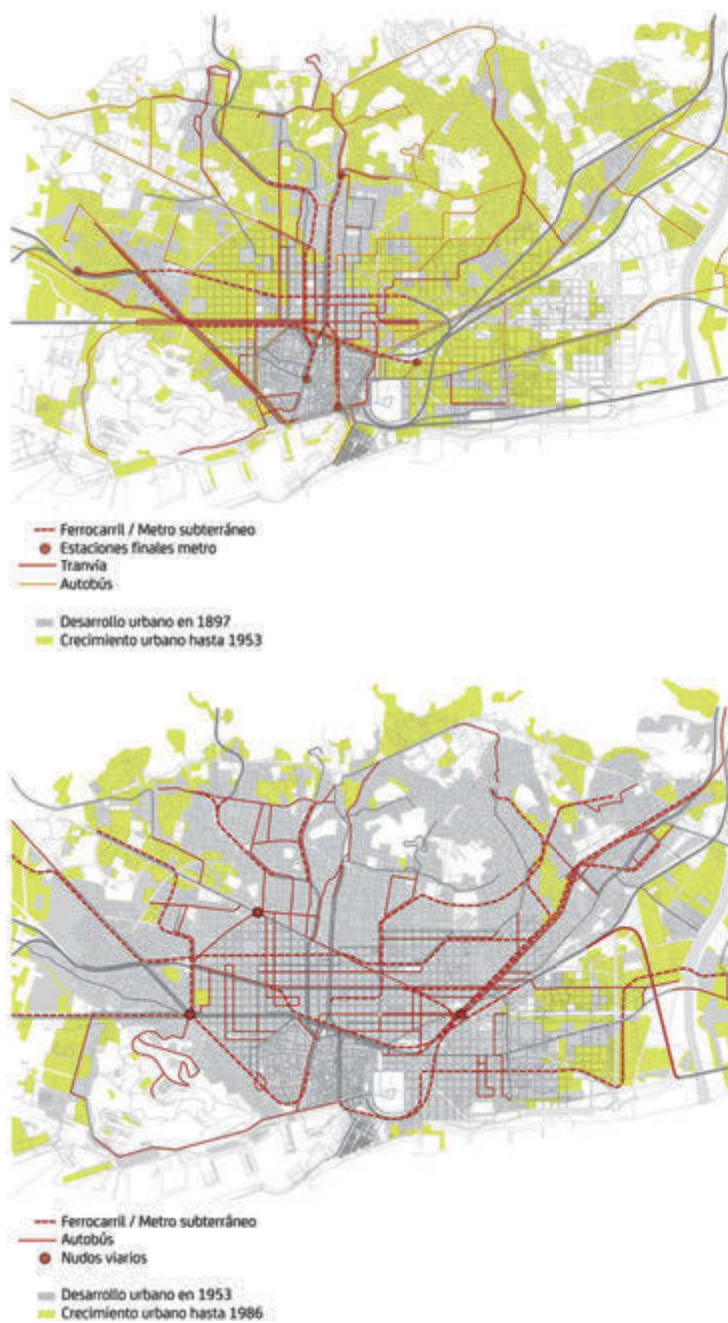 Ferrocarril / Metro subterráneo
Estaciones finales metro
Tranvía
Autobús
Desarrollo urbano en 1897
Crecimiento urbano hasta 1953
Ferrocarril / Metro subterráneo
Autobús
Nudos viarios
Desarrollo urbano en 1953
Crecimiento urbano hasta 1986